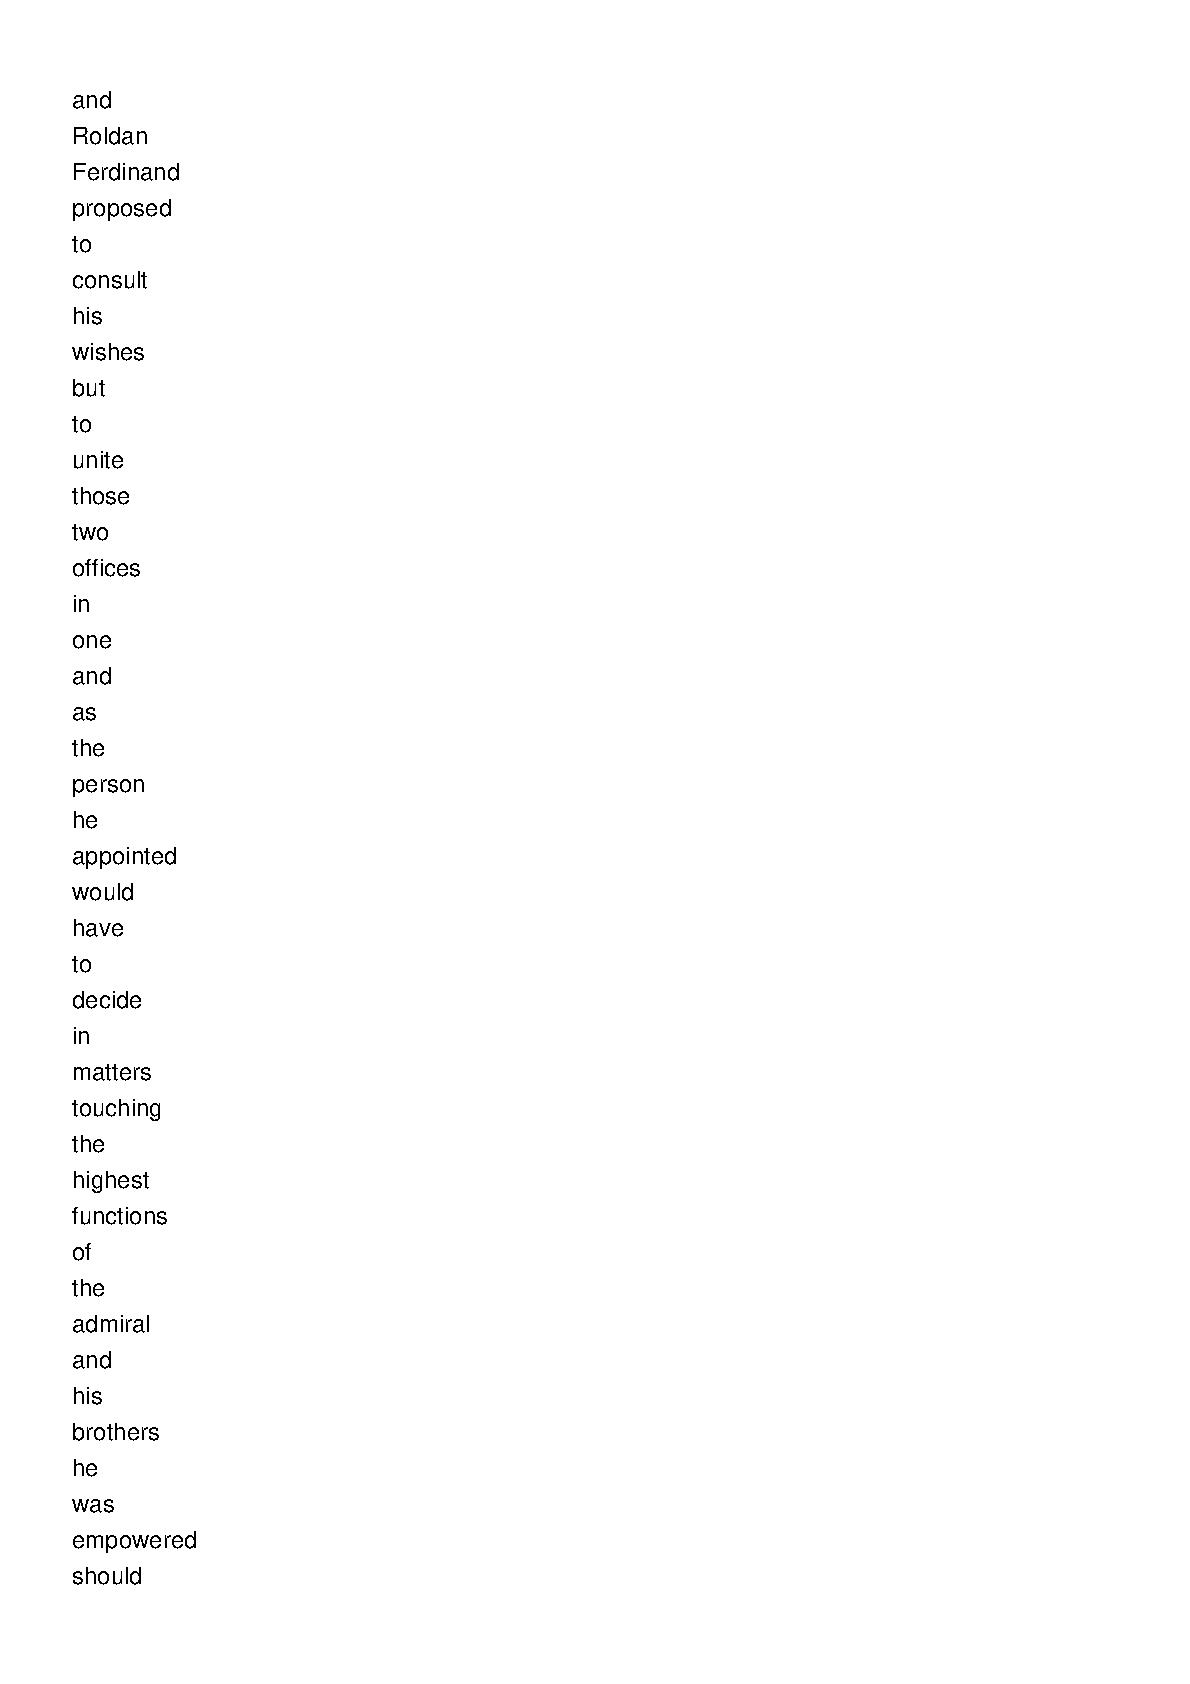 and
Roldan
Ferdinand
proposed
to
consult
his
wishes
but
to
unite
those
two
offices
in
one
and
as
the
person
he
appointed
would
have
to
decide
in
matters
touching
the
highest
functions
of
the
admiral
and
his
brothers
he
was
empowered
should